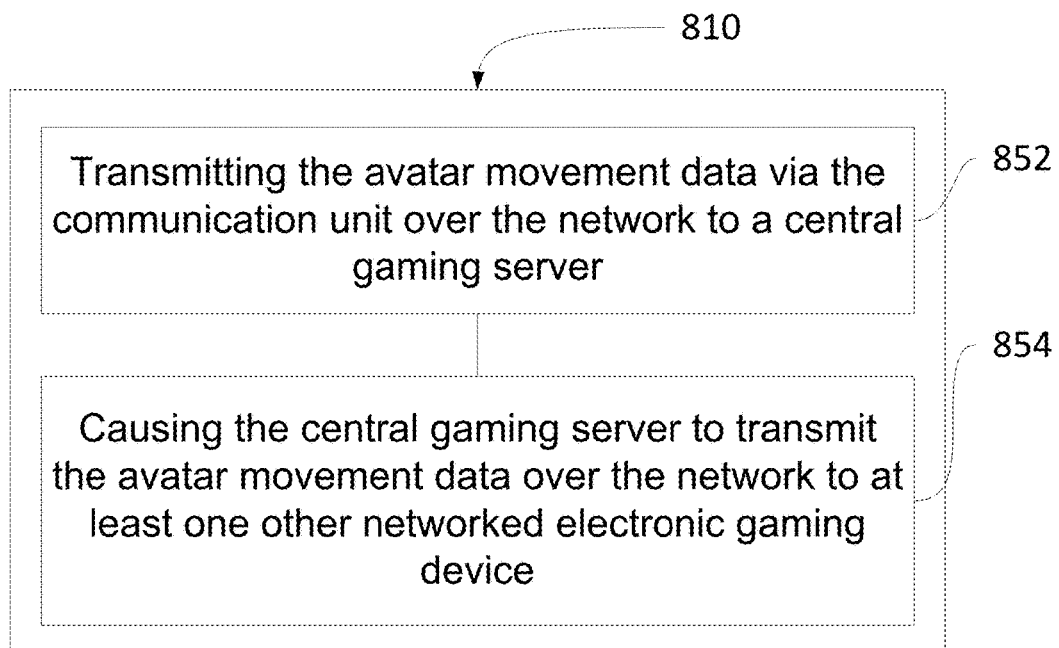 810
Transmitting the avatar movement data via the
communication unit over the network to a central
gaming server
852
Causing the central gaming server to transmit
the avatar movement data over the network to at
least one other networked electronic gaming
device
854